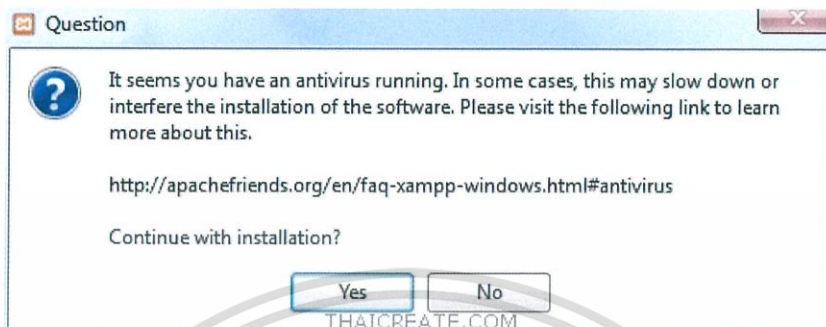 Question
It seems you have an antivirus running. In some cases, this may slow down or
interfere the installation of the software. Please visit the following link to learn
more about this.
http://apachefriends.org/en/faq-xampp-windows.html#antivirus
Continue with installation?
Yes No
THAICREATE.COM